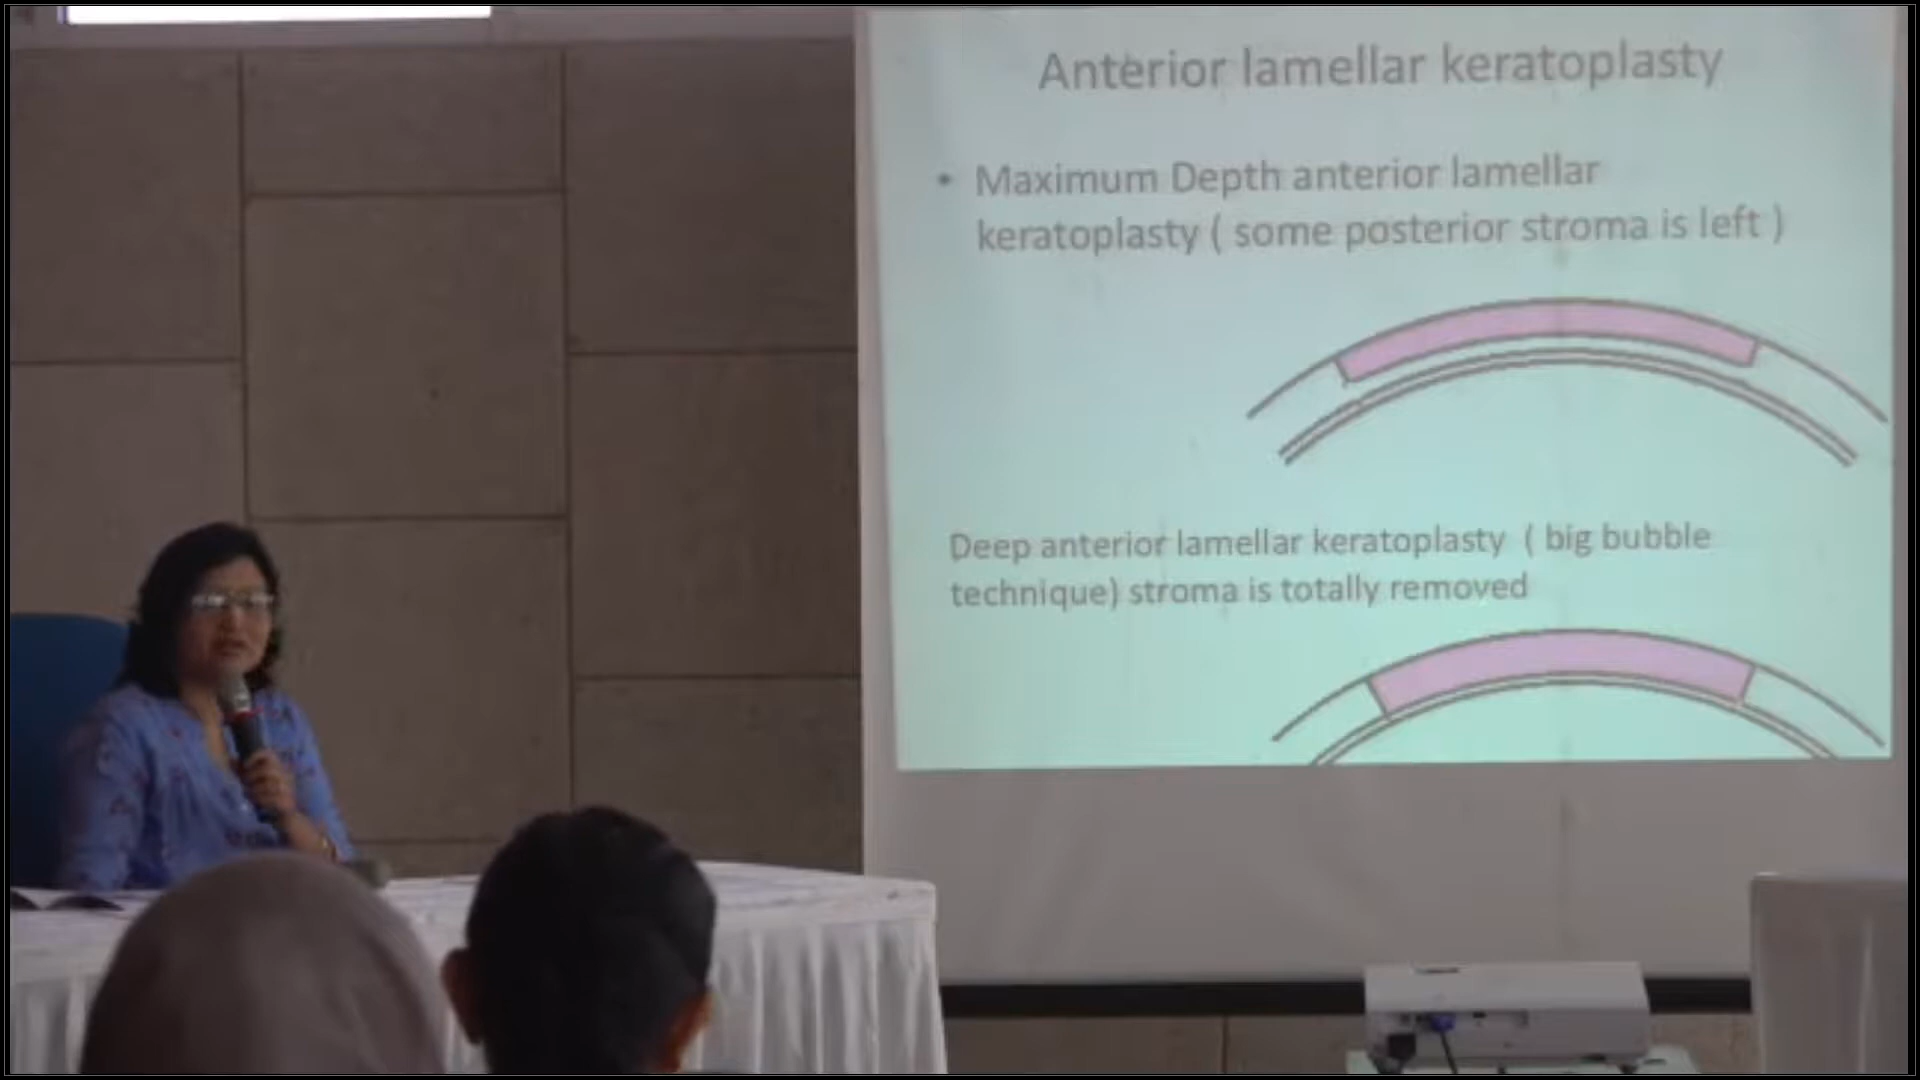 Anterior lamellar keratoplasty
• Maximum Depth anterior lamellar
keratoplasty ( some posterior stroma is left )
Deep anterior lamellar keratoplasty ( big bubble
technique) stroma is totally removed